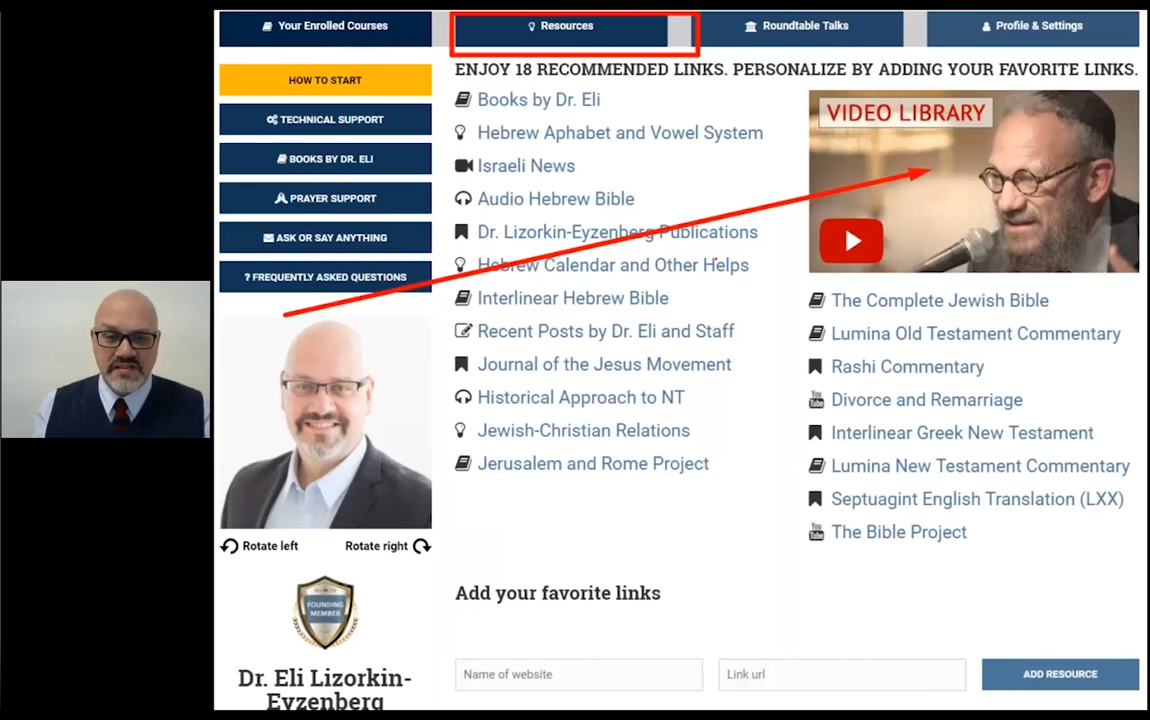 Your Enrolled Courses
Resources
Roundtable Talks
Profile & Settings
HOW TO START
TECHNICAL SUPPORT
BOOKS BY DR. ELI
PRAYER SUPPORT
ASK OR SAY ANYTHING
? FREQUENTLY ASKED QUESTIONS
Rotate left
Rotate right
FOUNDING
MEMBER
Dr. Eli Lizorkin-
Eyzenberg
ENJOY 18 RECOMMENDED LINKS. PERSONALIZE BY ADDING YOUR FAVORITE LINKS.
Books by Dr. Eli
Hebrew Aphabet and Vowel System
Israeli News
Audio Hebrew Bible
Dr. Lizorkin-Eyzenberg Publications
Hebrew Calendar and Other Helps
Interlinear Hebrew Bible
Recent Posts by Dr. Eli and Staff
Journal of the Jesus Movement
Historical Approach to NT
Jewish-Christian Relations
Jerusalem and Rome Project
VIDEO LIBRARY
The Complete Jewish Bible
Lumina Old Testament Commentary
Rashi Commentary
You Tube Divorce and Remarriage
Interlinear Greek New Testament
Lumina New Testament Commentary
Septuagint English Translation (LXX)
You Tube The Bible Project
Add your favorite links
Name of website
Link url
ADD RESOURCE